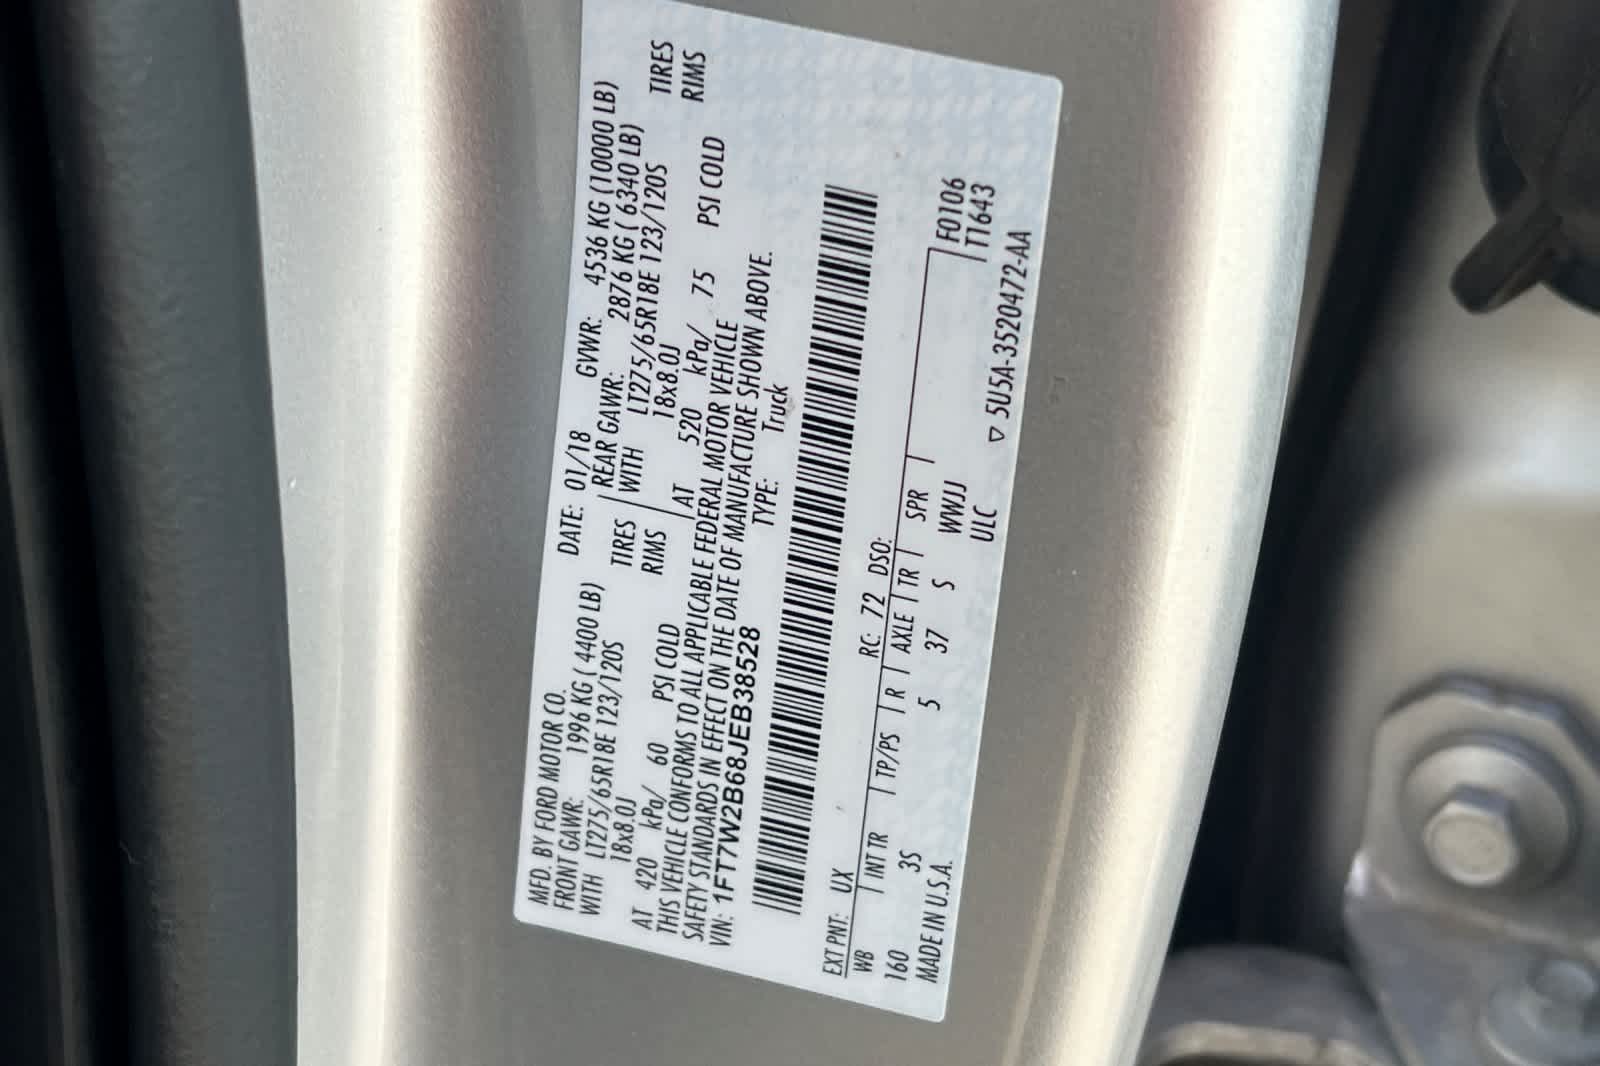 MFD. BY FORD MOTOR CO.
DATE: 01/18 GVWR: 4536 KG (10000 LB)
FRONT GAWR: 1996 KG ( 4400 LB) REAR GAWR: 2876 KG ( 6340 LB)
WITH LT275/65R18E 123/120S TIRES WITH LT275/65R18E 123/120S TIRES
18x8.0J RIMS 18x8.0J RIMS
AT 420 kPa/ 60 PSI COLD AT 520 kPa/ 75 PSI COLD
THIS VEHICLE CONFORMS TO ALL APPLICABLE FEDERAL MOTOR VEHICLE
SAFETY STANDARDS IN EFFECT ON THE DATE OF MANUFACTURE SHOWN ABOVE.
VIN: 1FT7W2B68JEB38528 TYPE: Truck
EXT PNT: UX RC: 72 DSO:
WB INT TR TP/PS R AXLE TR SPR F0106
T1643
160 3S 5 37 S WWJJ
ULC
MADE IN U.S.A. ▽ 5U5A-3520472-AA